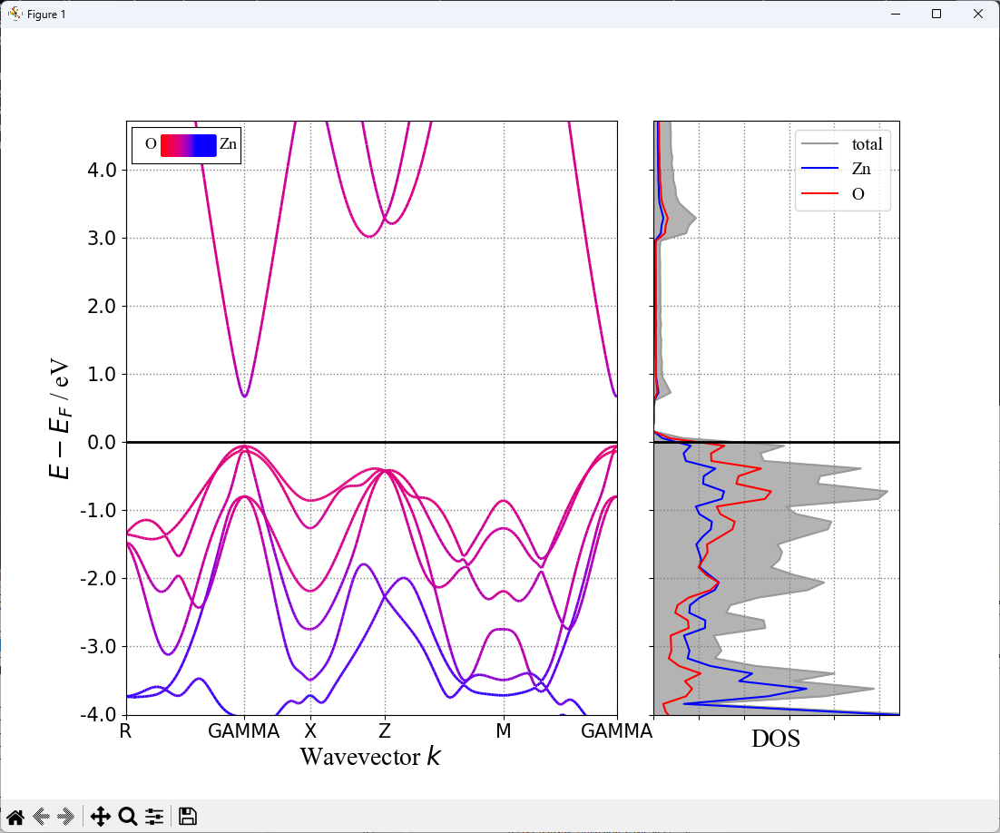 Figure 1
O Zn
4.0
3.0
2.0
1.0
0.0
-1.0
-2.0
-3.0
-4.0
E − E_F / eV
R GAMMA X Z M GAMMA
Wavevector k
total
Zn
O
DOS